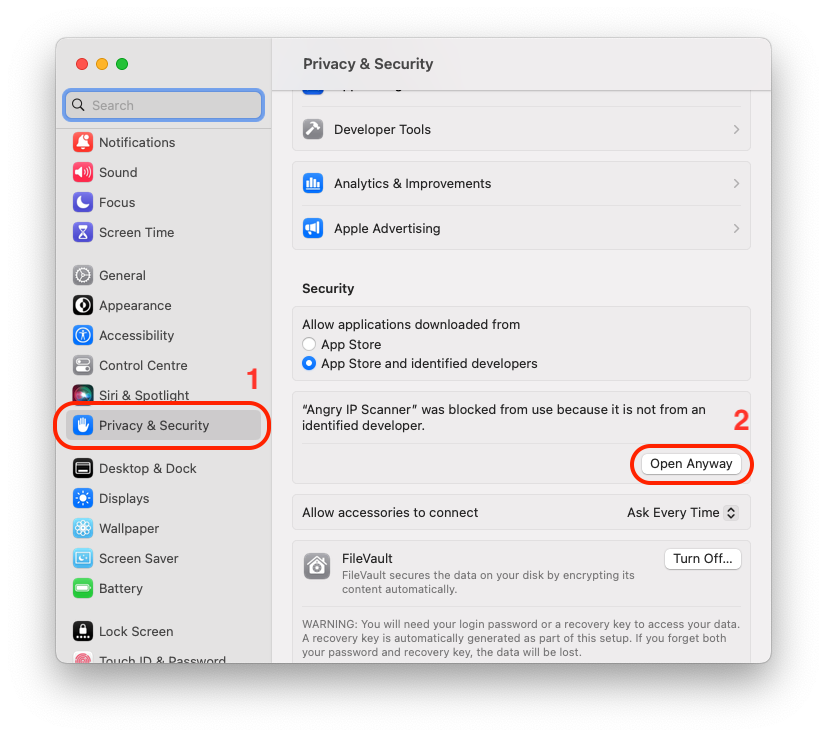 Privacy & Security
Search
Notifications
Sound
Focus
Screen Time
General
Appearance
Accessibility
Control Centre
Siri & Spotlight
1
Privacy & Security
Desktop & Dock
Displays
Wallpaper
Screen Saver
Battery
Lock Screen
Touch ID & Password
Developer Tools
Analytics & Improvements
Apple Advertising
Security
Allow applications downloaded from
App Store
App Store and identified developers
“Angry IP Scanner” was blocked from use because it is not from an
identified developer.
2
Open Anyway
Allow accessories to connect
Ask Every Time
FileVault
Turn Off...
FileVault secures the data on your disk by encrypting its
content automatically.
WARNING: You will need your login password or a recovery key to access your data.
A recovery key is automatically generated as part of this setup. If you forget both
your password and recovery key, the data will be lost.